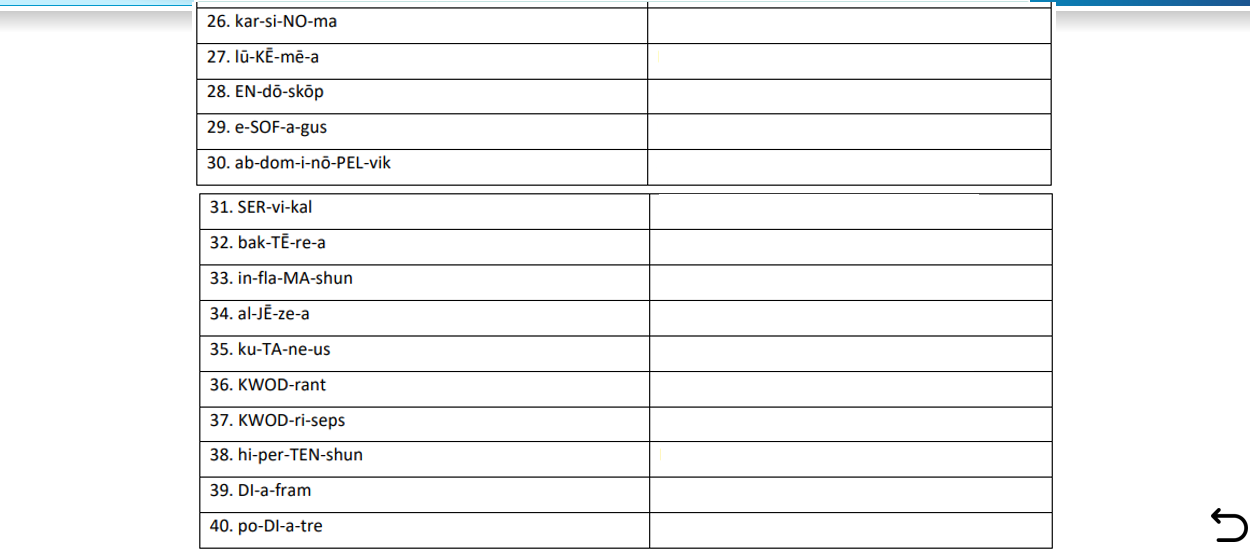 26. kar-si-NO-ma
27. lū-KĒ-mē-a
28. EN-dō-skōp
29. e-SOF-a-gus
30. ab-dom-i-nō-PEL-vik
31. SER-vi-kal
32. bak-TĒ-re-a
33. in-fla-MA-shun
34. al-JĒ-ze-a
35. ku-TA-ne-us
36. KWOD-rant
37. KWOD-ri-seps
38. hi-per-TEN-shun
39. DI-a-fram
40. po-DI-a-tre